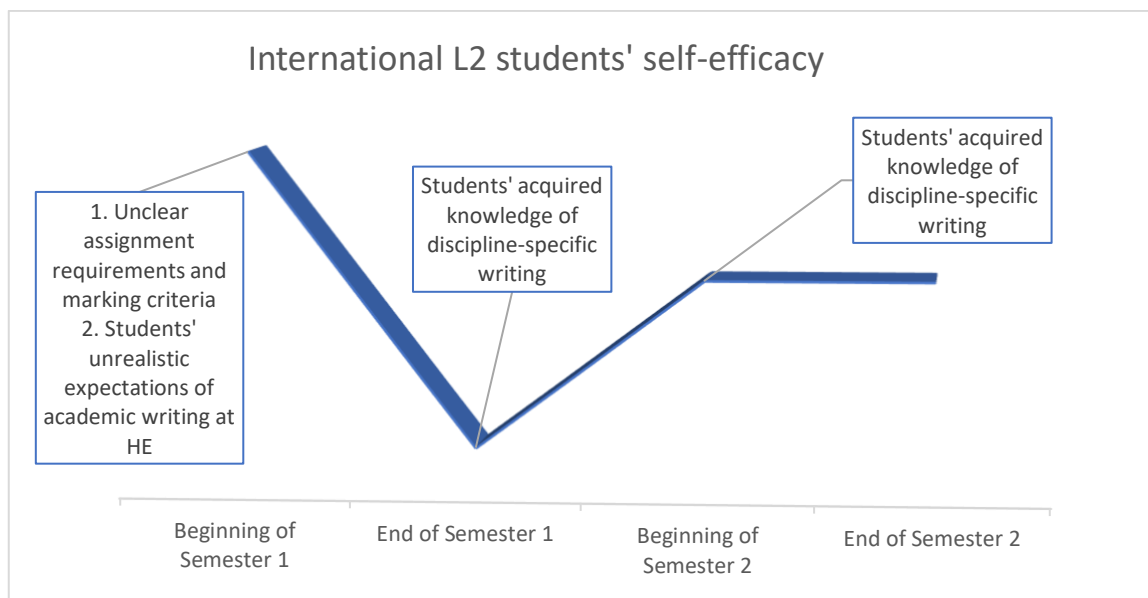 International L2 students' self-efficacy
1. Unclear
assignment
requirements and
marking criteria
2. Students'
unrealistic
expectations of
academic writing at
HE
Students' acquired
knowledge of
discipline-specific
writing
Students' acquired
knowledge of
discipline-specific
writing
Beginning of
Semester 1
End of Semester 1
Beginning of
Semester 2
End of Semester 2